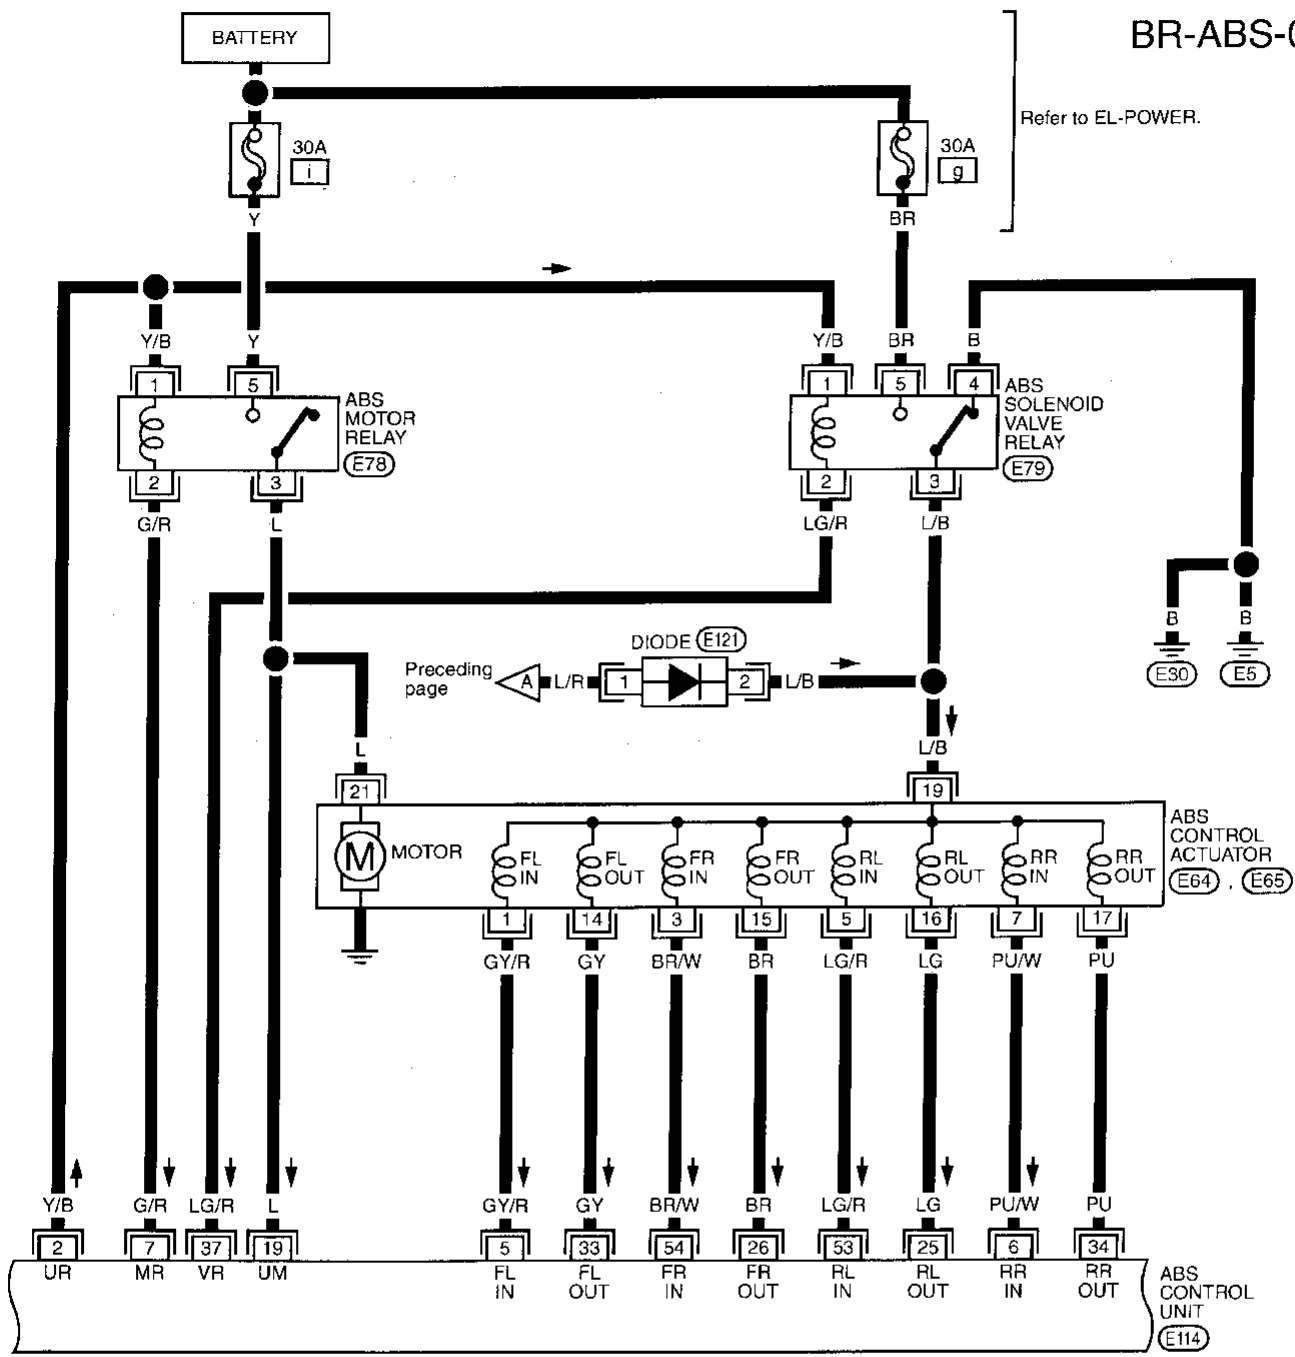 BR-ABS-0
BATTERY
Refer to EL-POWER.
30A
i
30A
g
Y
BR
Y/B
Y
Y/B
BR
B
1
5
1
5
4
ABS
MOTOR
RELAY
E78
ABS
SOLENOID
VALVE
RELAY
E79
2
3
2
3
G/R
L
LG/R
L/B
B
B
E30
E5
DIODE
E121
Preceding
page
A
L/R
1
2
L/B
L
L/B
21
19
M
MOTOR
FL
IN
FL
OUT
FR
IN
FR
OUT
RL
IN
RL
OUT
RR
IN
RR
OUT
ABS
CONTROL
ACTUATOR
E64 , E65
1
14
3
15
5
16
7
17
GY/R
GY
BR/W
BR
LG/R
LG
PU/W
PU
Y/B
G/R
LG/R
L
GY/R
GY
BR/W
BR
LG/R
LG
PU/W
PU
2
7
37
19
5
33
54
26
53
25
6
34
UR
MR
VR
UM
FL
IN
FL
OUT
FR
IN
FR
OUT
RL
IN
RL
OUT
RR
IN
RR
OUT
ABS
CONTROL
UNIT
E114